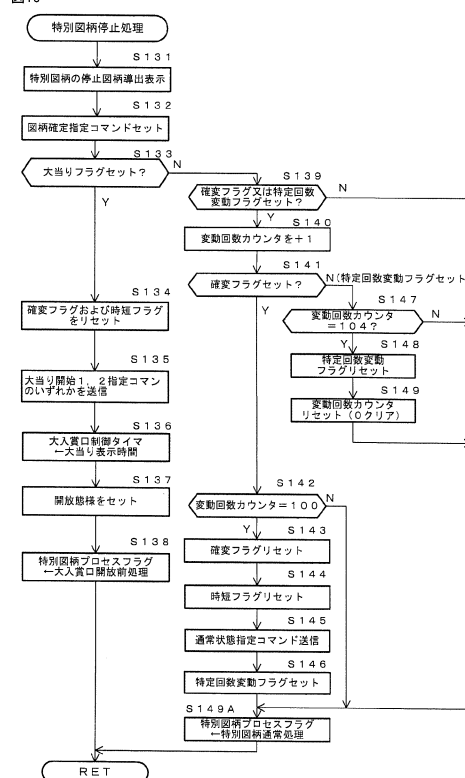 特別図柄停止処理
S131
特別図柄の停止図柄導出表示
S132
図柄確定指定コマンドセット
S133
大当りフラグセット?
N
Y
S139
確変フラグ又は特定回数
変動フラグセット?
N
Y
S140
変動回数カウンタを+1
S141
確変フラグセット?
N(特定回数変動フラグセット
Y
S147
変動回数カウンタ
=104?
N
Y
S148
特定回数変動
フラグリセット
S149
変動回数カウンタ
リセット(0クリア)
S134
確変フラグおよび時短フラグ
をリセット
S135
大当り開始1,2指定コマン
のいずれかを送信
S136
大入賞口制御タイマ
←大当り表示時間
S137
開放態様をセット
S138
特別図柄プロセスフラグ
←大入賞口開放前処理
S142
変動回数カウンタ=100
N
Y
S143
確変フラグリセット
S144
時短フラグリセット
S145
通常状態指定コマンド送信
S146
特定回数変動フラグセット
S149A
特別図柄プロセスフラグ
←特別図柄通常処理
RET